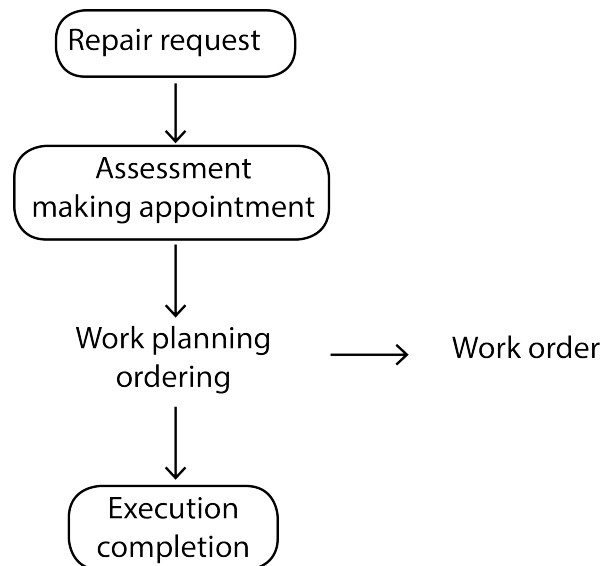 Repair request
Assessment
making appointment
Work planning
ordering
Work order
Execution
completion